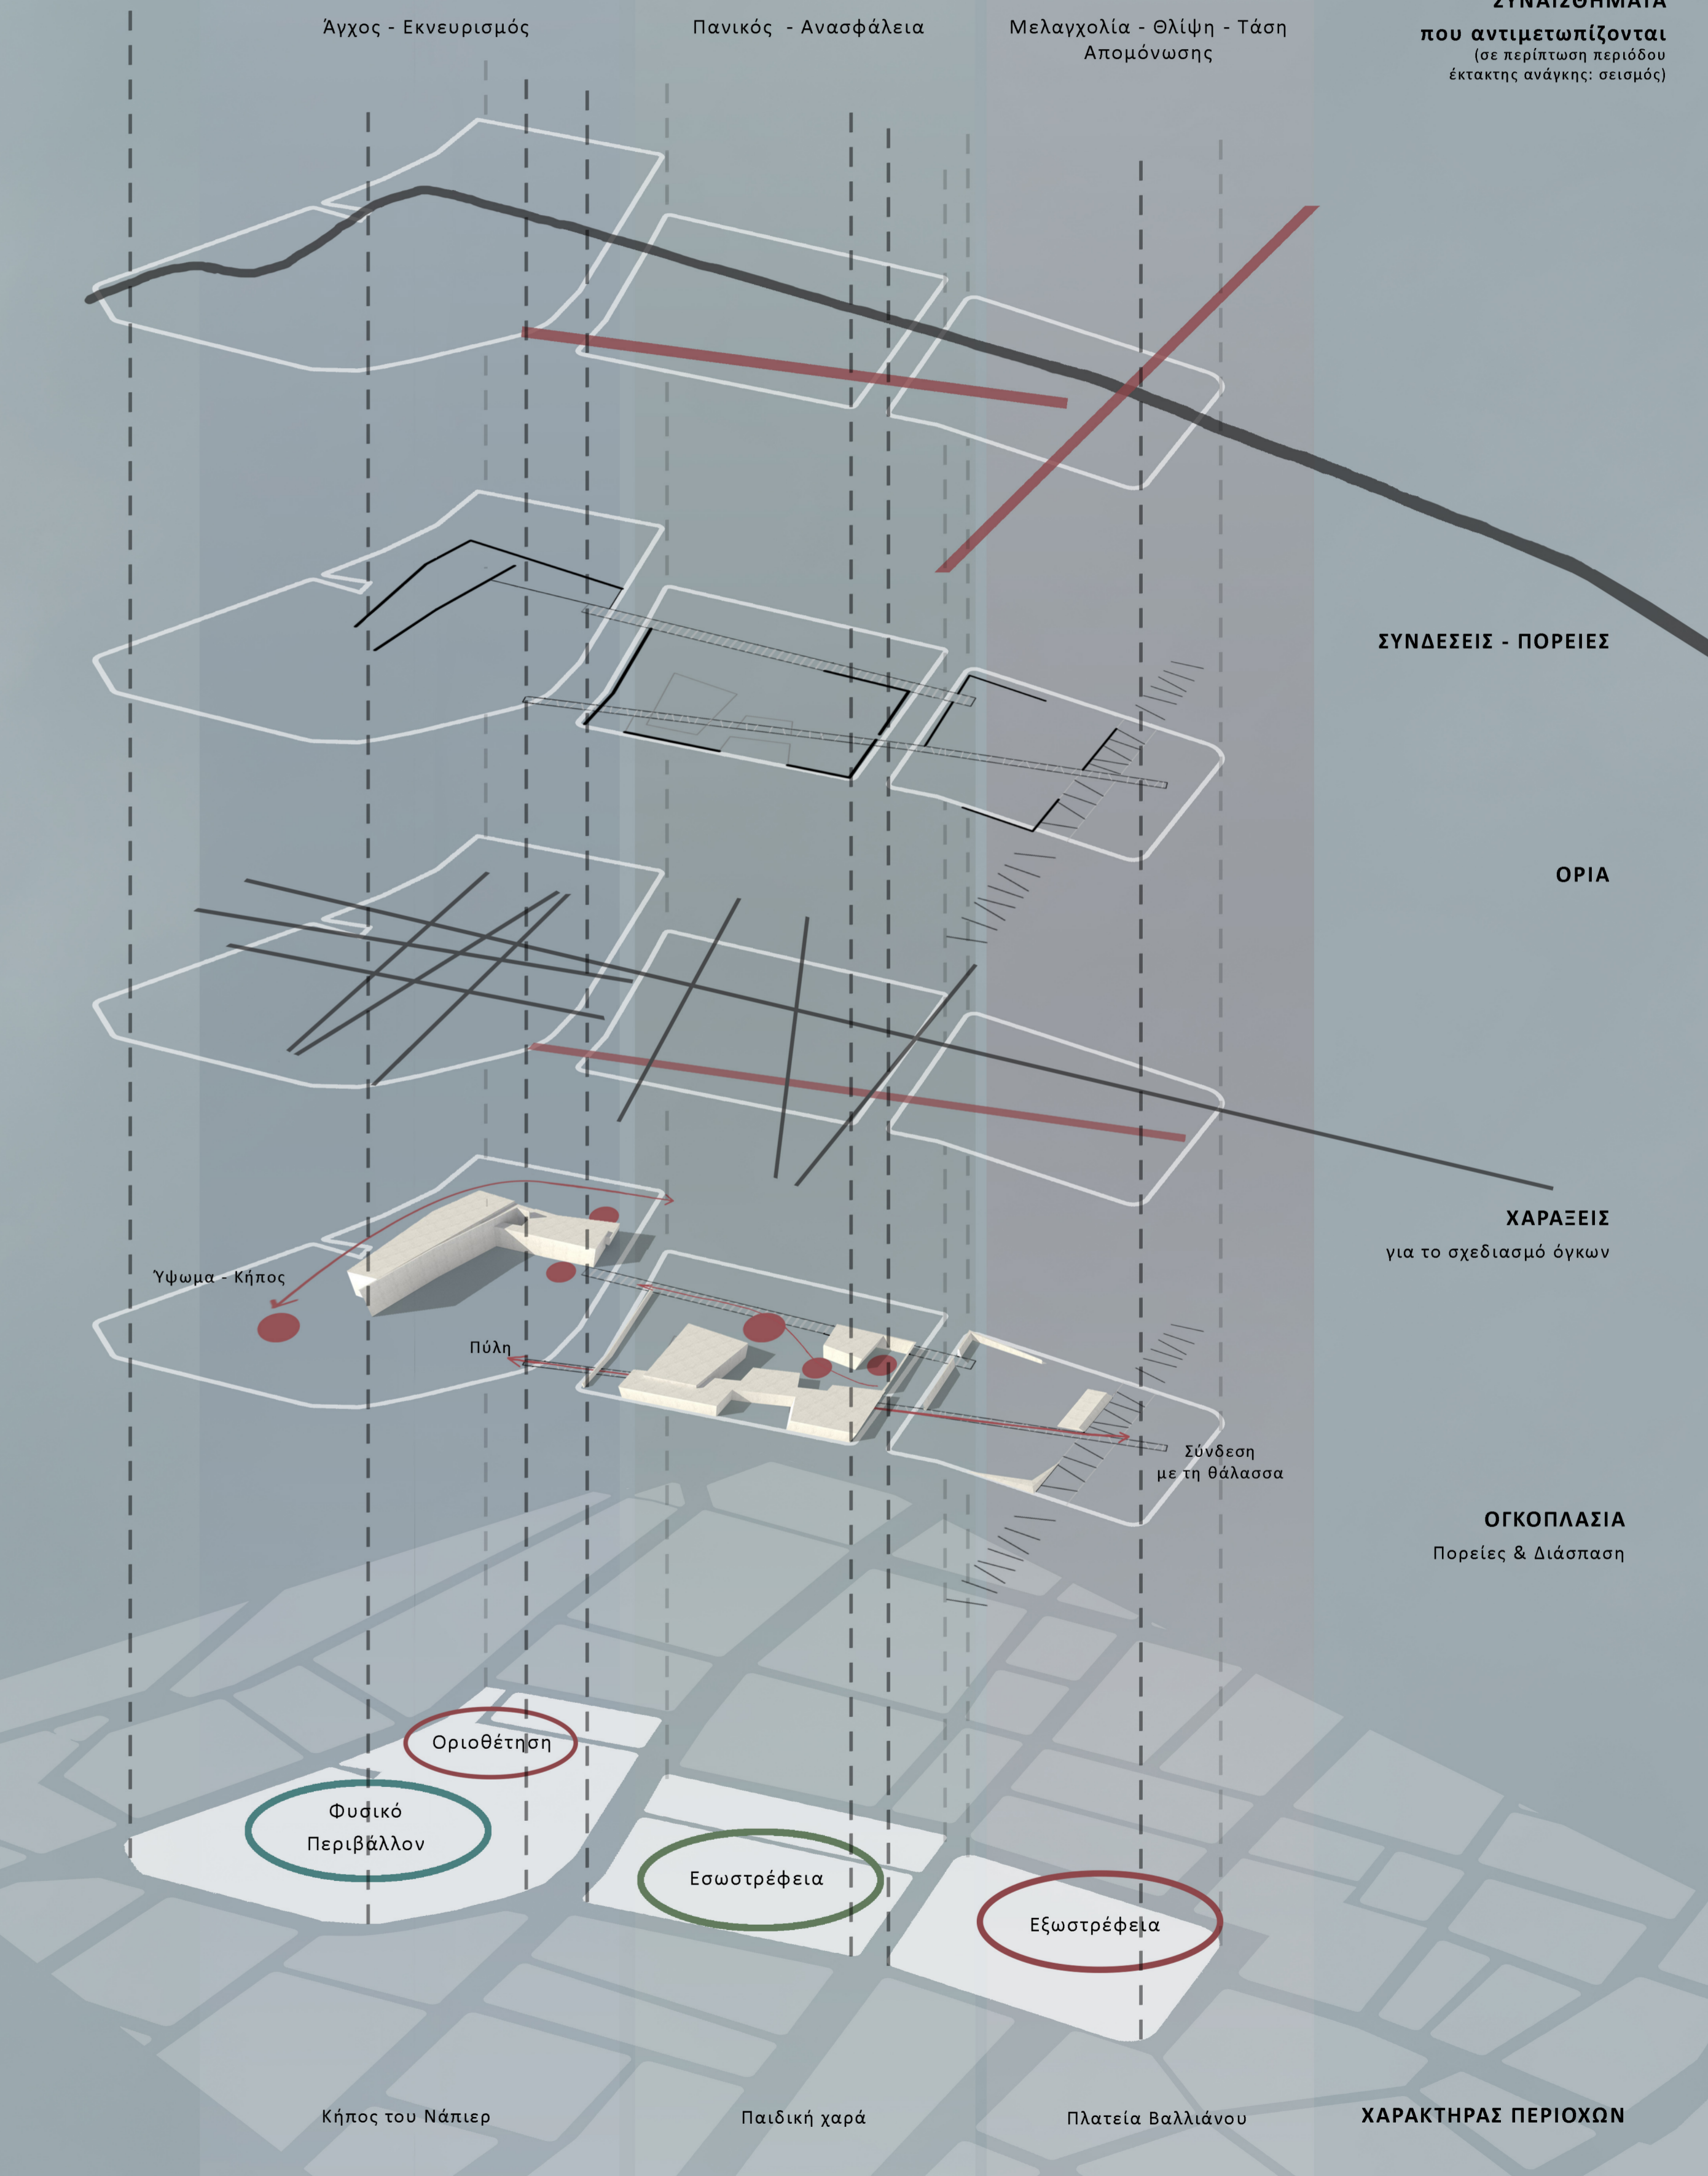 ΣΥΝΑΙΣΘΗΜΑΤΑ
Άγχος - Εκνευρισμός
Πανικός - Ανασφάλεια
Μελαγχολία - Θλίψη - Τάση
Απομόνωσης
που αντιμετωπίζονται
(σε περίπτωση περιόδου
έκτακτης ανάγκης: σεισμός)
ΣΥΝΔΕΣΕΙΣ - ΠΟΡΕΙΕΣ
ΟΡΙΑ
ΧΑΡΑΞΕΙΣ
για το σχεδιασμό όγκων
Ύψωμα - Κήπος
Πύλη
Σύνδεση
με τη θάλασσα
ΟΓΚΟΠΛΑΣΙΑ
Πορείες & Διάσπαση
Οριοθέτηση
Φυσικό
Περιβάλλον
Εσωστρέφεια
Εξωστρέφεια
Κήπος του Νάπιερ
Παιδική χαρά
Πλατεία Βαλλιάνου
ΧΑΡΑΚΤΗΡΑΣ ΠΕΡΙΟΧΩΝ